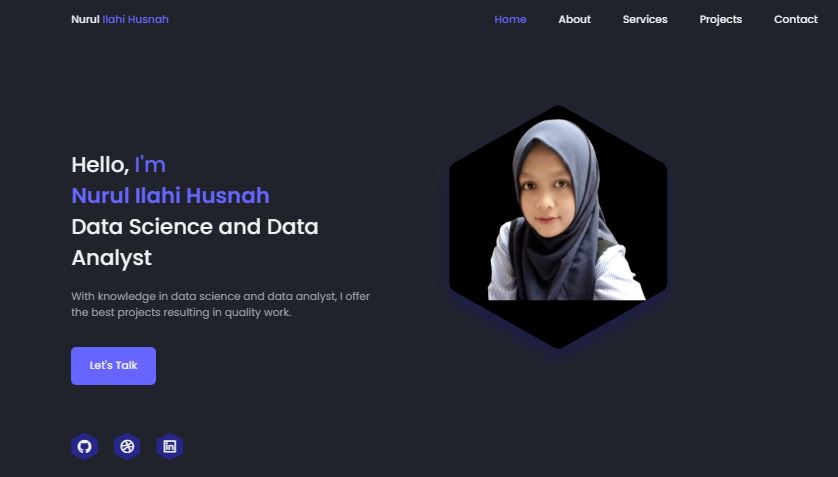 Nurul Ilahi Husnah
Home About Services Projects Contact
Hello, I'm
Nurul Ilahi Husnah
Data Science and Data
Analyst
With knowledge in data science and data analyst, I offer
the best projects resulting in quality work.
Let's Talk
in